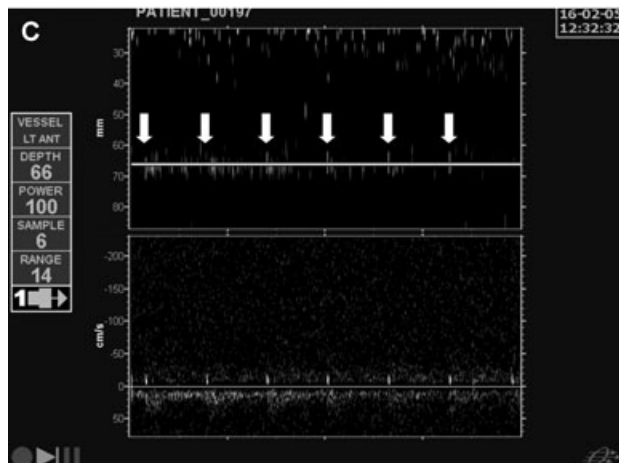 C
PATIENT_00197
16-02-05
12:32:32
VESSEL
LT ANT
DEPTH
66
POWER
100
SAMPLE
6
RANGE
14
1
mm
30
40
50
60
70
80
cm/s
-200
-150
-100
-50
0
50